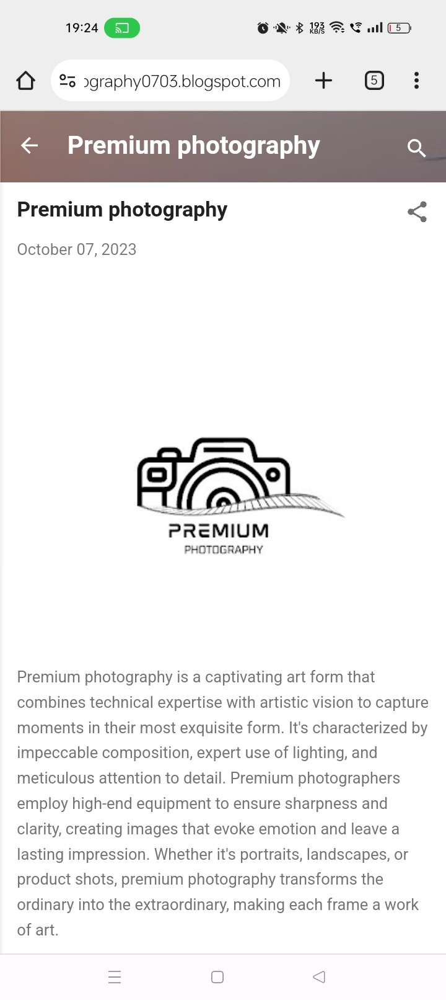 19:24
193
KB/S
5
ography0703.blogspot.com
5
Premium photography
Premium photography
October 07, 2023
PREMIUM
PHOTOGRAPHY
Premium photography is a captivating art form that
combines technical expertise with artistic vision to capture
moments in their most exquisite form. It's characterized by
impeccable composition, expert use of lighting, and
meticulous attention to detail. Premium photographers
employ high-end equipment to ensure sharpness and
clarity, creating images that evoke emotion and leave a
lasting impression. Whether it's portraits, landscapes, or
product shots, premium photography transforms the
ordinary into the extraordinary, making each frame a work
of art.